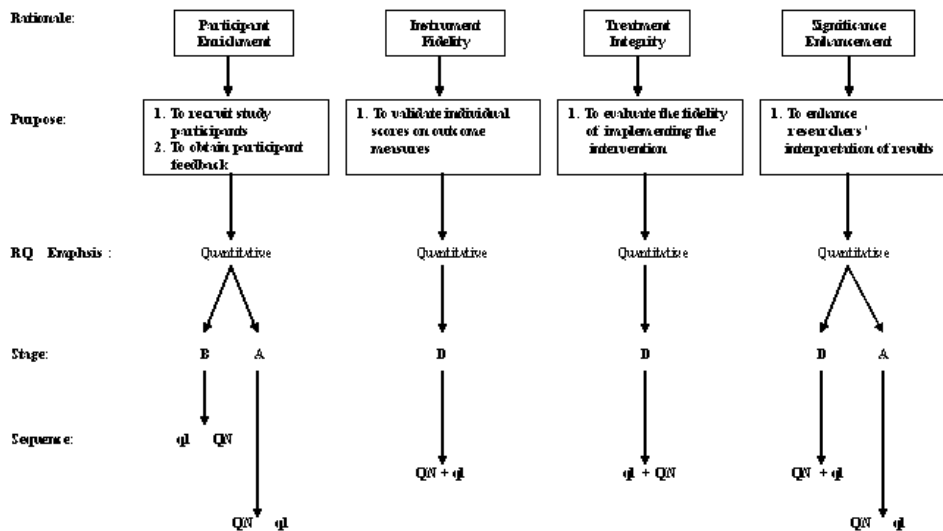 Rationale:
Participant
Enrichment
Instrument
Fidelity
Treatment
Integrity
Significance
Enhancement
Purpose:
1. To recruit study
participants
2. To obtain participant
feedback
1. To validate individual
scores on outcome
measures
1. To evaluate the fidelity
of implementing the
intervention
1. To enhance
researchers'
interpretation of results
RQ Emphsis :
Quantitative
Quantitative
Quantitative
Quantitative
Stage:
B A
D
D
D A
Sequence:
ql QN
QN + ql
ql + QN
QN + ql
QN ql
QN ql